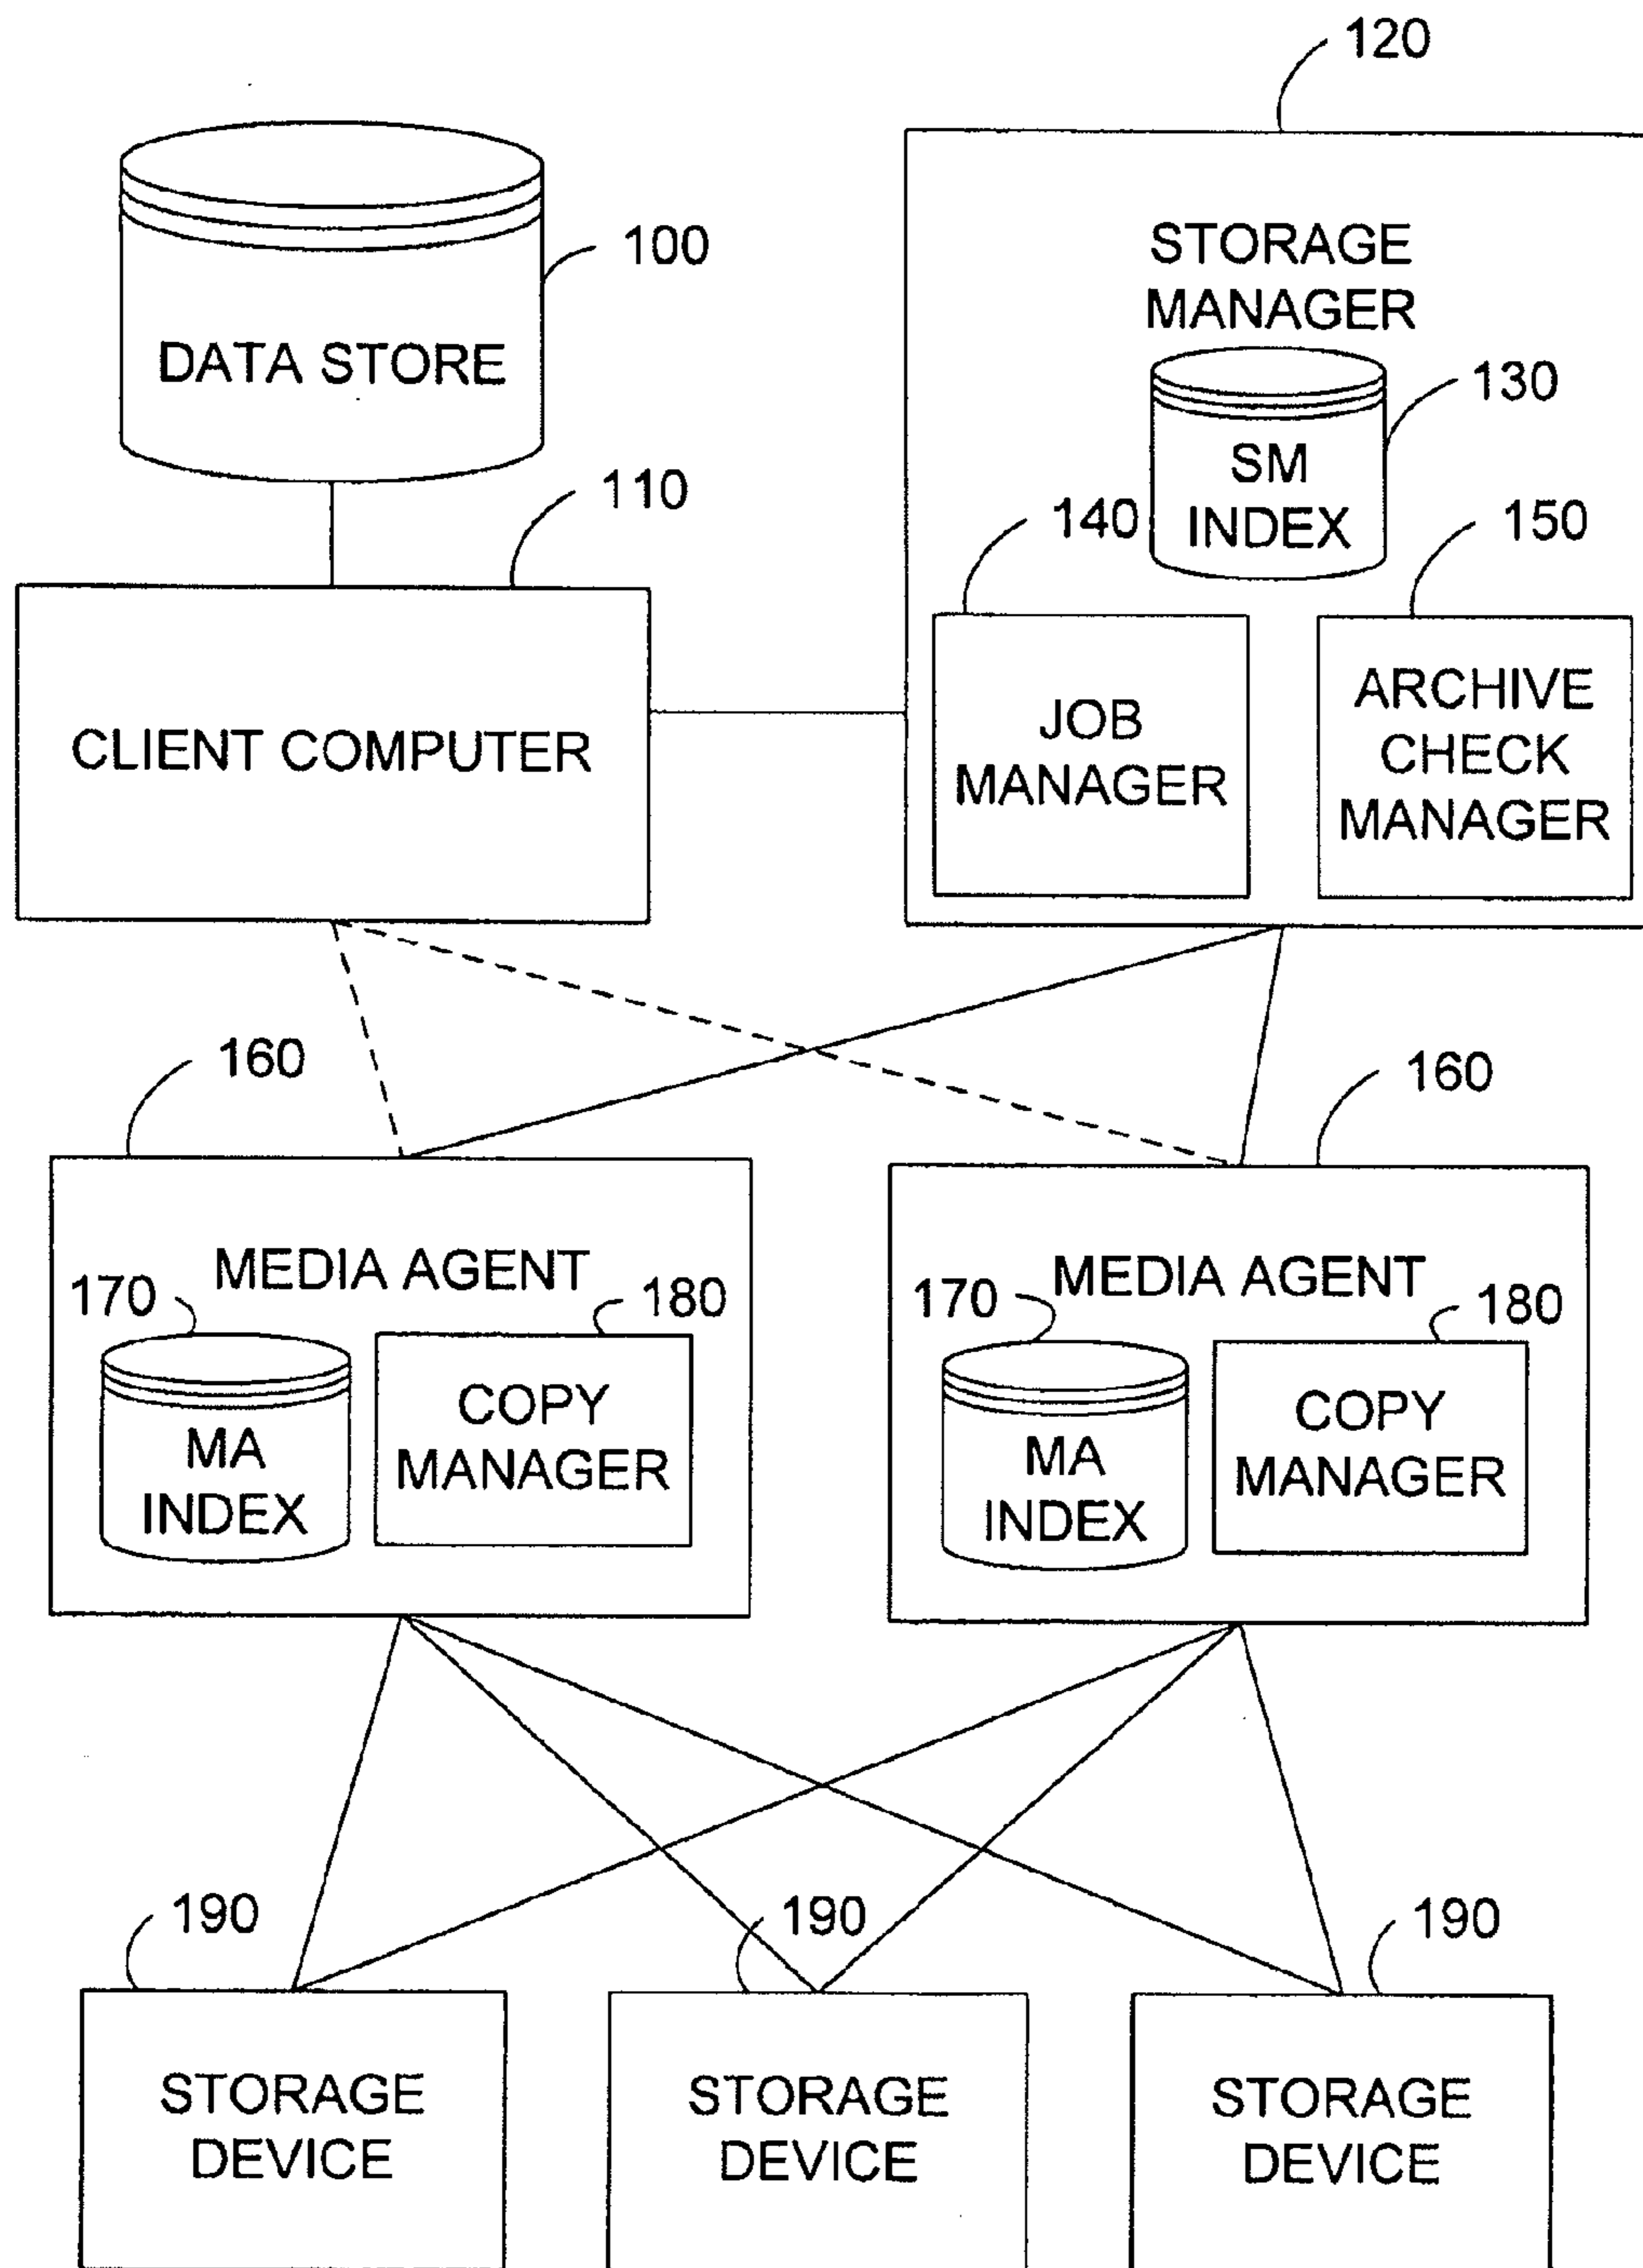 120
100
DATA STORE
STORAGE
MANAGER
130
SM
INDEX
110
140
150
CLIENT COMPUTER
JOB
MANAGER
ARCHIVE
CHECK
MANAGER
160
160
MEDIA AGENT
170
180
MA
INDEX
COPY
MANAGER
MEDIA AGENT
170
180
MA
INDEX
COPY
MANAGER
190
190
190
STORAGE
DEVICE
STORAGE
DEVICE
STORAGE
DEVICE